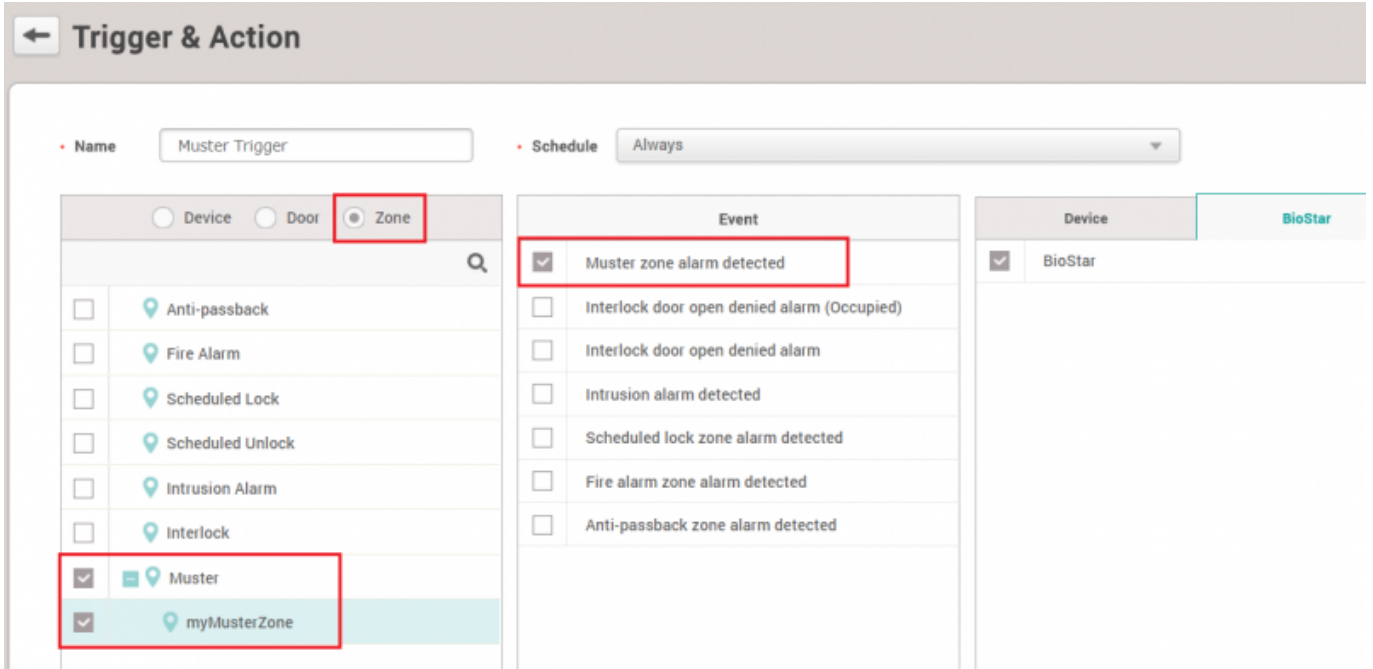 Trigger & Action
Name
Muster Trigger
Schedule
Always
Device
Door
Zone
Anti-passback
Fire Alarm
Scheduled Lock
Scheduled Unlock
Intrusion Alarm
Interlock
Muster
myMusterZone
Event
Muster zone alarm detected
Interlock door open denied alarm (Occupied)
Interlock door open denied alarm
Intrusion alarm detected
Scheduled lock zone alarm detected
Fire alarm zone alarm detected
Anti-passback zone alarm detected
Device
BioStar
BioStar